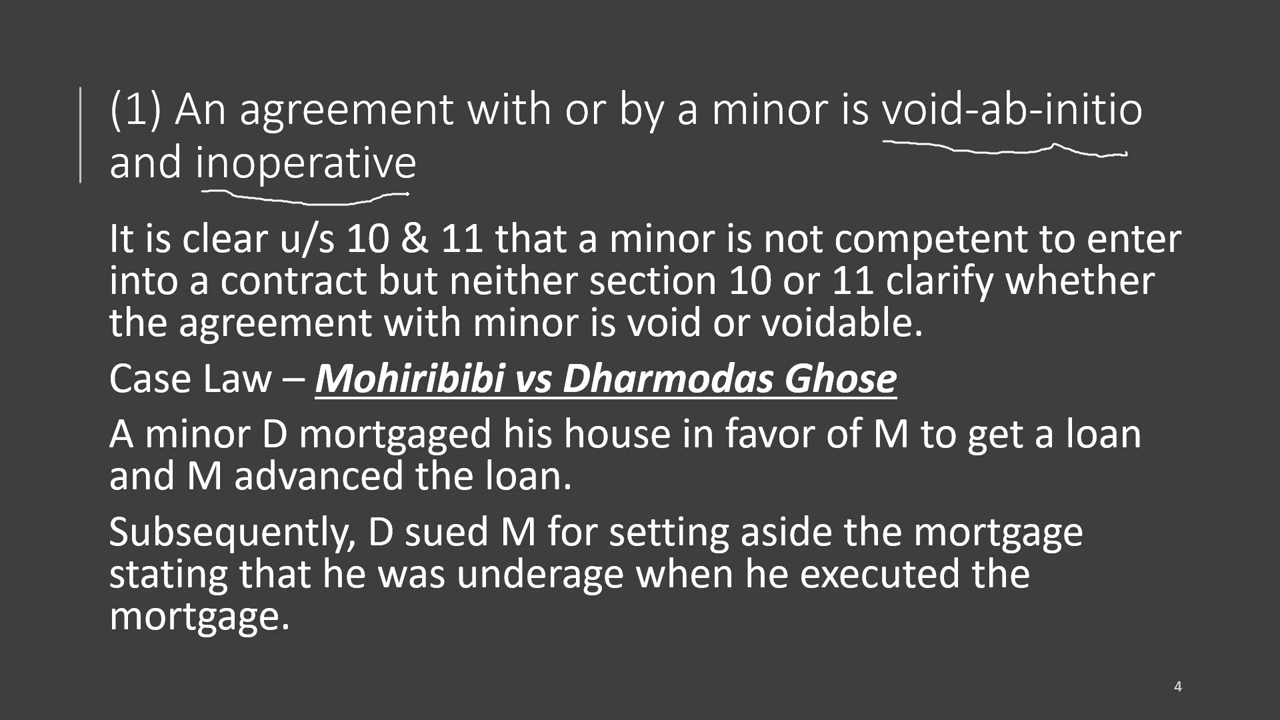 (1) An agreement with or by a minor is void-ab-initio
and inoperative
It is clear u/s 10 & 11 that a minor is not competent to enter
into a contract but neither section 10 or 11 clarify whether
the agreement with minor is void or voidable.
Case Law – Mohiribibi vs Dharmodas Ghose
A minor D mortgaged his house in favor of M to get a loan
and M advanced the loan.
Subsequently, D sued M for setting aside the mortgage
stating that he was underage when he executed the
mortgage.
4